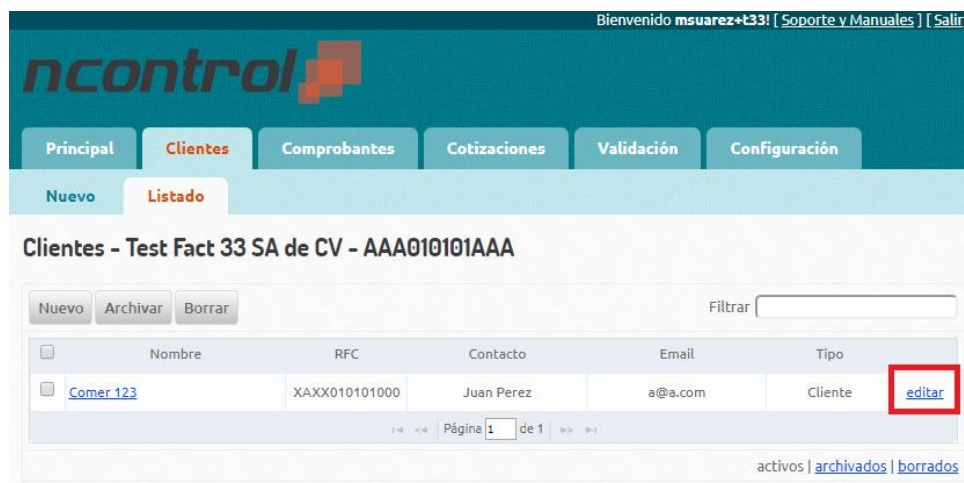 Bienvenido msuarez+t33! [ Soporte y Manuales ] [ Salir
ncontrol
Principal Clientes Comprobantes Cotizaciones Validación Configuración
Nuevo Listado
Clientes - Test Fact 33 SA de CV - AAA010101AAA
Nuevo Archivar Borrar Filtrar
Nombre RFC Contacto Email Tipo
Comer 123 XAXX010101000 Juan Perez a@a.com Cliente editar
Página 1 de 1
activos | archivados | borrados